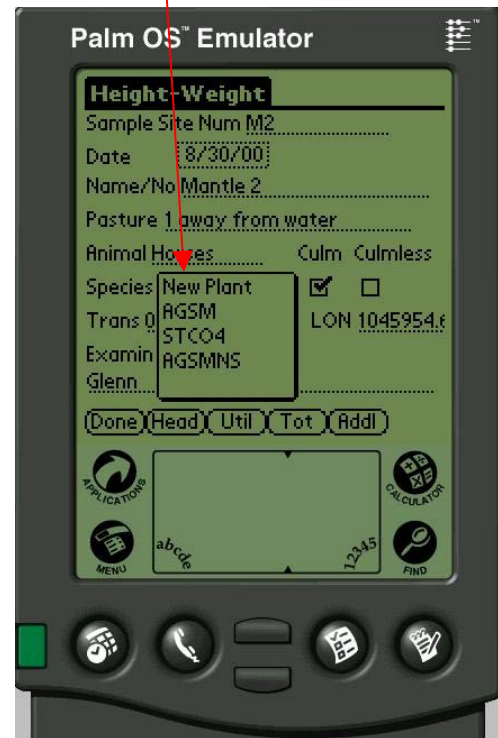 Palm OS™ Emulator
Height-Weight
Sample Site Num M2
Date 8/30/00
Name/No Mantle 2
Pasture 1 away from water
Animal Horses Culm Culmless
Species New Plant
AGSM
STCO4
AGSMNS
Trans 0 LON 1045954.6
Examin
Glenn
Done Head Util Tot Addl
APPLICATIONS
CALCULATOR
MENU
abcde
12345
FIND